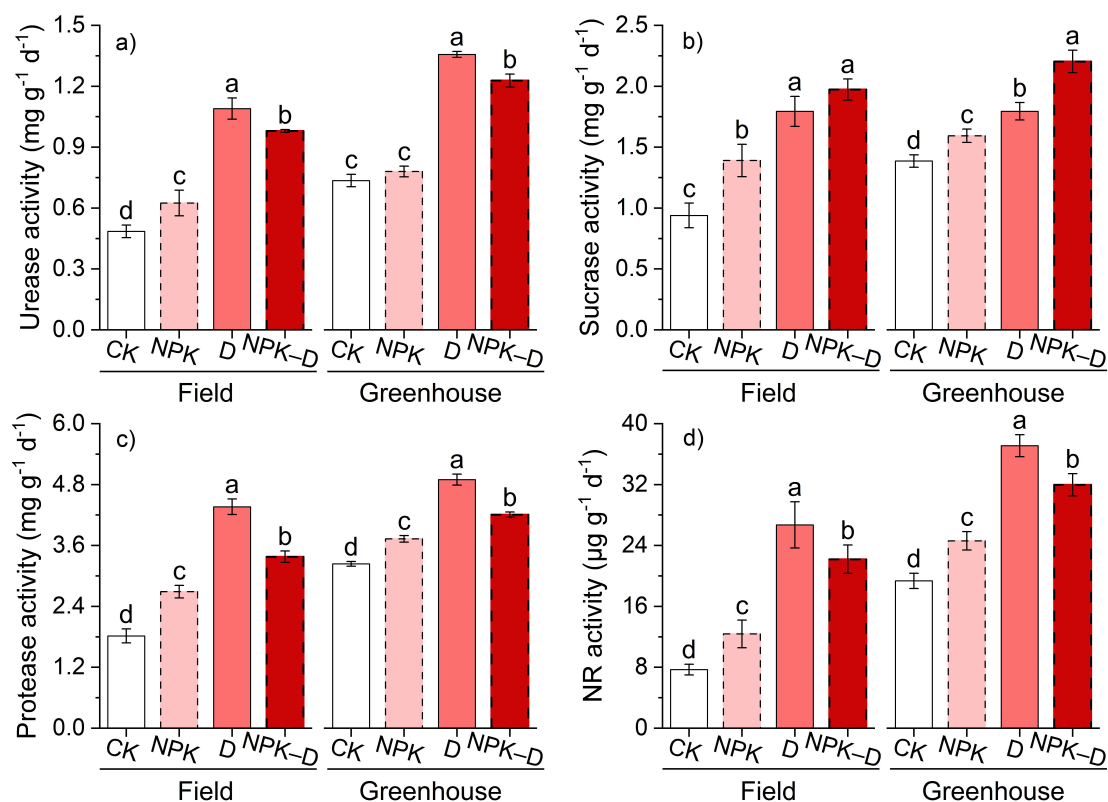 a)
Urease activity (mg g⁻¹ d⁻¹)
1.5
1.2
0.9
0.6
0.3
0.0
d
c
a
b
c
c
a
b
CK
NPK
D
NPK–D
CK
NPK
D
NPK–D
Field
Greenhouse
b)
Sucrase activity (mg g⁻¹ d⁻¹)
2.5
2.0
1.5
1.0
0.5
0.0
c
b
a
a
d
c
b
a
CK
NPK
D
NPK–D
CK
NPK
D
NPK–D
Field
Greenhouse
c)
Protease activity (mg g⁻¹ d⁻¹)
6.0
4.8
3.6
2.4
1.2
0.0
d
c
a
b
d
c
a
b
CK
NPK
D
NPK–D
CK
NPK
D
NPK–D
Field
Greenhouse
d)
NR activity (μg g⁻¹ d⁻¹)
40
32
24
16
8
0
d
c
a
b
d
c
a
b
CK
NPK
D
NPK–D
CK
NPK
D
NPK–D
Field
Greenhouse